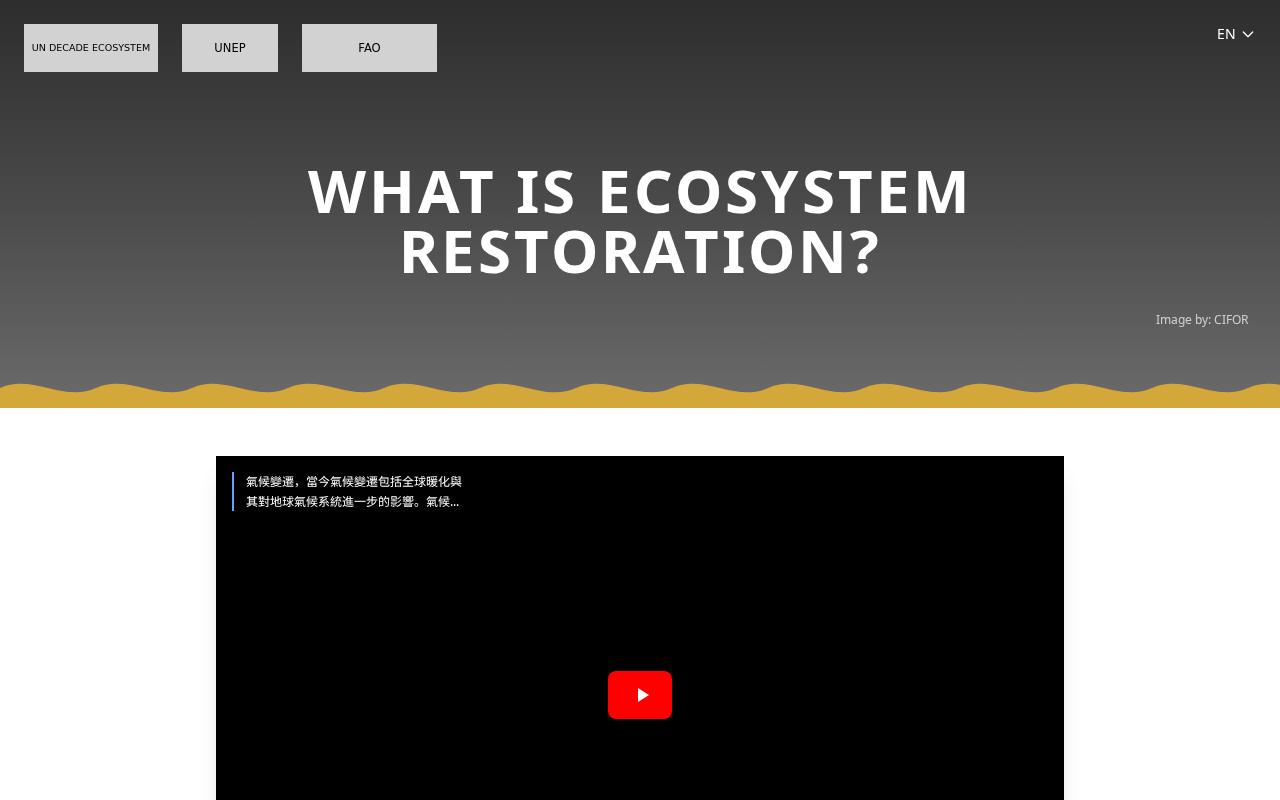 UN DECADE ECOSYSTEM
UNEP
FAO
EN
WHAT IS ECOSYSTEM
RESTORATION?
Image by: CIFOR
氣候變遷，當今氣候變遷包括全球暖化與
其對地球氣候系統進一步的影響。氣候...